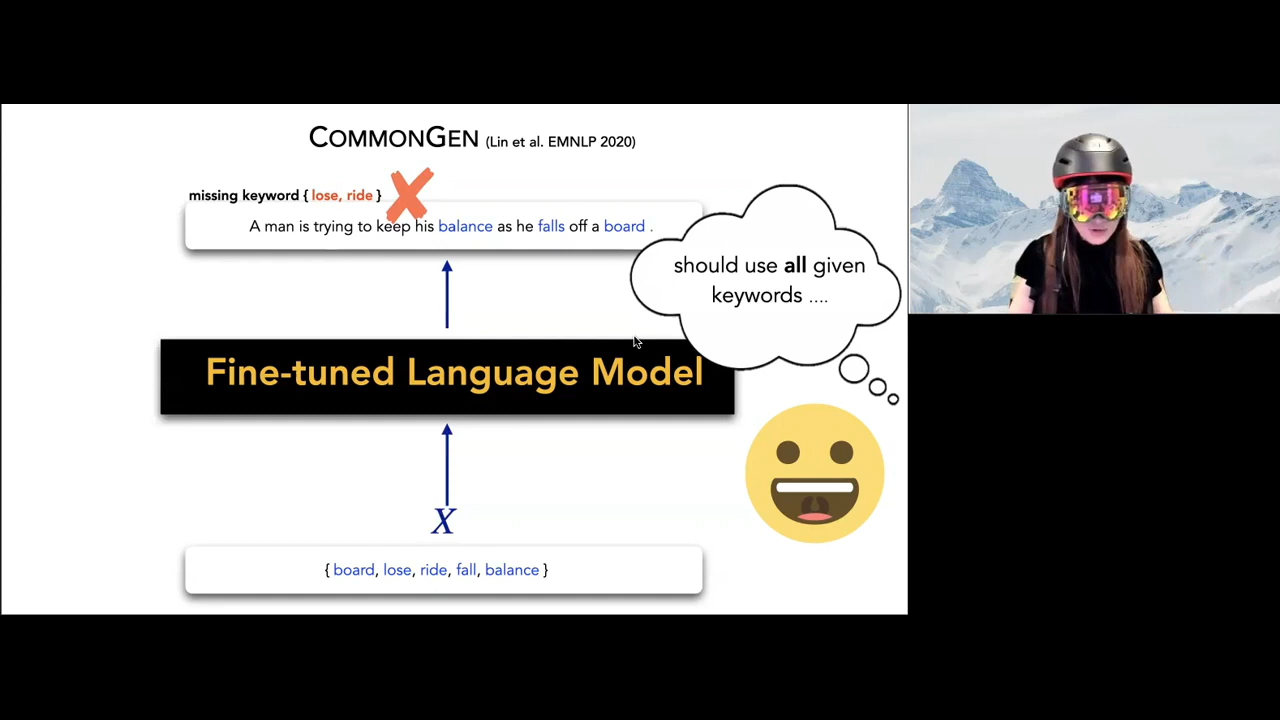 COMMONGEN (Lin et al. EMNLP 2020)
missing keyword { lose, ride }
A man is trying to keep his balance as he falls off a board .
should use all given
keywords ....
Fine-tuned Language Model
X
{ board, lose, ride, fall, balance }